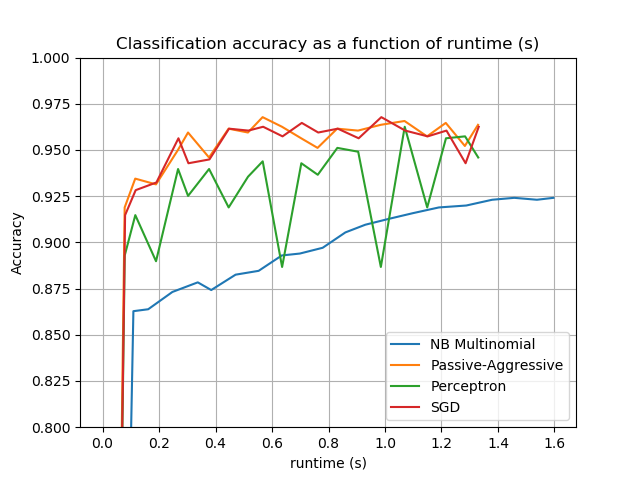 Classification accuracy as a function of runtime (s)
1.000
0.975
0.950
0.925
0.900
0.875
0.850
0.825
0.800
Accuracy
NB Multinomial
Passive-Aggressive
Perceptron
SGD
0.0 0.2 0.4 0.6 0.8 1.0 1.2 1.4 1.6
runtime (s)